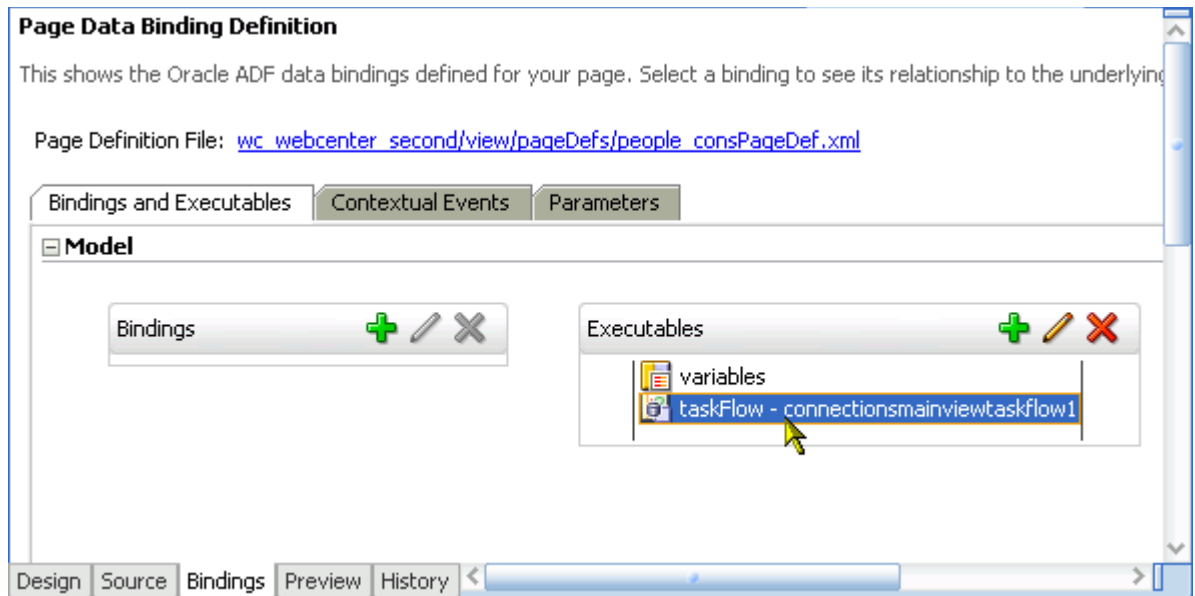 Page Data Binding Definition
This shows the Oracle ADF data bindings defined for your page. Select a binding to see its relationship to the underlying
Page Definition File: wc_webcenter_second/view/pageDefs/people_consPageDef.xml
Bindings and Executables Contextual Events Parameters
Model
Bindings Executables
variables
taskFlow - connectionsmainviewtaskflow1
Design Source Bindings Preview History